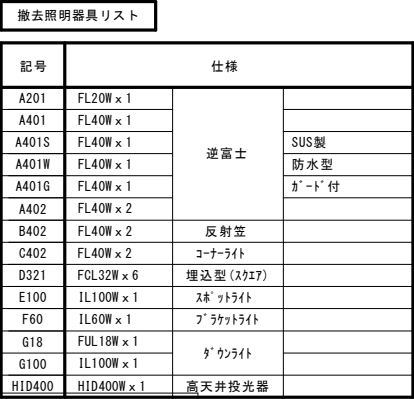 撤去照明器具リスト
記号 仕様
A201 FL20W x 1
A401 FL40W x 1
A401S FL40W x 1 逆富士 SUS製
A401W FL40W x 1 防水型
A401G FL40W x 1 ｶﾞｰﾄﾞ付
A402 FL40W x 2
B402 FL40W x 2 反射笠
C402 FL40W x 2 ｺｰﾅｰﾗｲﾄ
D321 FCL32W x 6 埋込型(ｽｸｴｱ)
E100 IL100W x 1 ｽﾎﾟｯﾄﾗｲﾄ
F60 IL60W x 1 ﾌﾞﾗｹｯﾄﾗｲﾄ
G18 FUL18W x 1 ﾀﾞｳﾝﾗｲﾄ
G100 IL100W x 1
HID400 HID400W x 1 高天井投光器